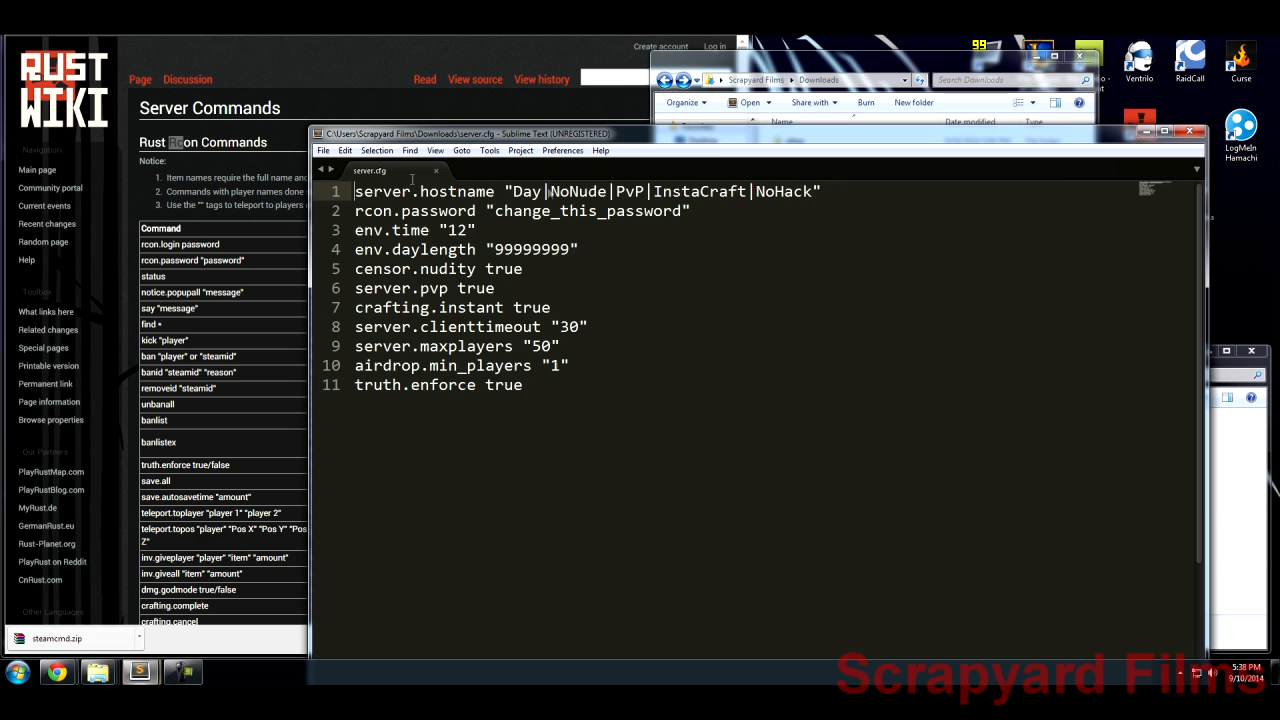 Create account Log in
99
RUST
WIKI
Page Discussion Read View source View history
Server Commands
Rust Rcon Commands
Notice:
1. Item names require the full name and
2. Commands with player names done
3. Use the "" tags to teleport to players
Navigation
Main page
Community portal
Current events
Recent changes
Random page
Help
Toolbox
What links here
Related changes
Special pages
Printable version
Permanent link
Page information
Browse properties
Our Partners
PlayRustMap.com
PlayRustBlog.com
MyRust.de
GermanRust.eu
Rust-Planet.org
PlayRust on Reddit
CnRust.com
Other Languages
Command
rcon.login password
rcon.password "password"
status
notice.popupall "message"
say "message"
find *
kick "player"
ban "player" or "steamid"
banid "steamid" "reason"
removeid "steamid"
unbanall
banlist
banlistex
truth.enforce true/false
save.all
save.autosavetime "amount"
teleport.toplayer "player 1" "player 2"
teleport.topos "player" "Pos X" "Pos Y" "Pos
Z"
inv.giveplayer "player" "item" "amount"
inv.giveall "item" "amount"
dmg.godmode true/false
crafting.complete
crafting.cancel
steamcmd.zip
Scrapyard Films Downloads Search Downloads
Organize Open Share with Burn New folder
Name Date modified Type
Ventrilo
RaidCall
Curse
LogMeIn
Hamachi
C:\Users\Scrapyard Films\Downloads\server.cfg - Sublime Text (UNREGISTERED)
File Edit Selection Find View Goto Tools Project Preferences Help
server.cfg
1 server.hostname "Day|NoNude|PvP|InstaCraft|NoHack"
2 rcon.password "change_this_password"
3 env.time "12"
4 env.daylength "99999999"
5 censor.nudity true
6 server.pvp true
7 crafting.instant true
8 server.clienttimeout "30"
9 server.maxplayers "50"
10 airdrop.min_players "1"
11 truth.enforce true
5:38 PM
9/10/2014
Scrapyard Films